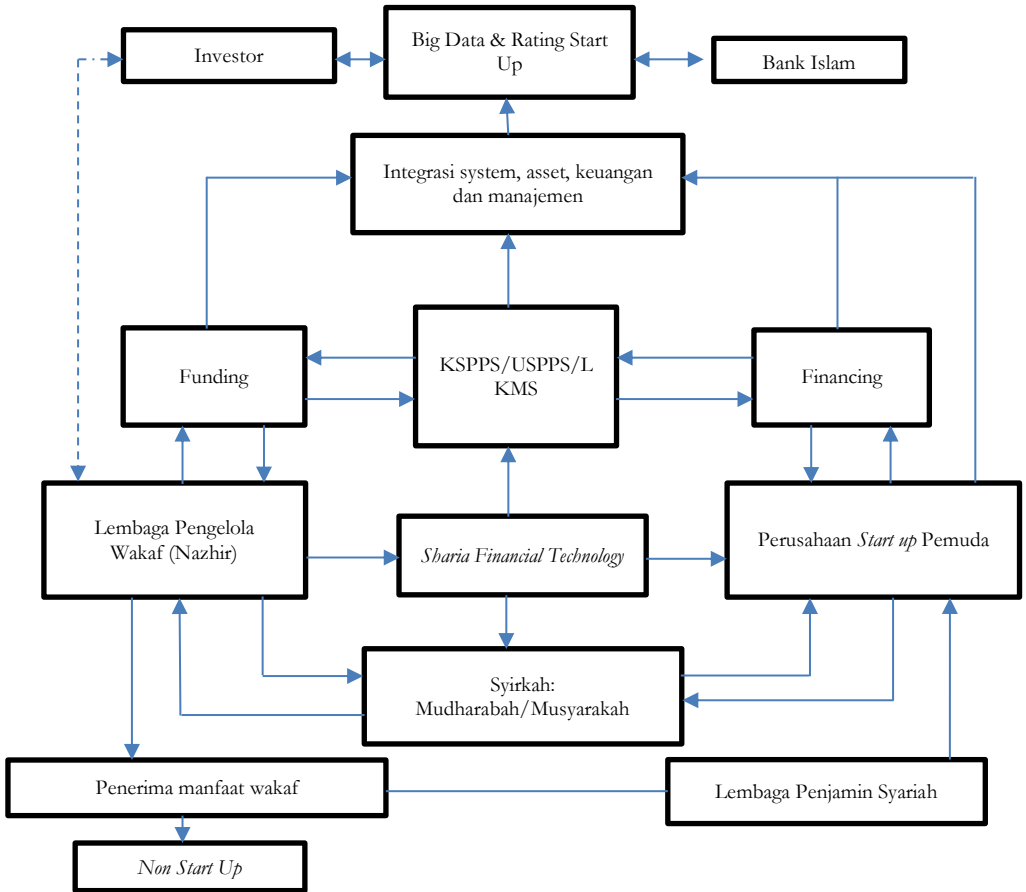 Investor
Big Data & Rating Start
Up
Bank Islam
Integrasi system, asset, keuangan
dan manajemen
Funding
KSPPS/USPPS/L
KMS
Financing
Lembaga Pengelola
Wakaf (Nazhir)
Sharia Financial Technology
Perusahaan Start up Pemuda
Syirkah:
Mudharabah/Musyarakah
Penerima manfaat wakaf
Lembaga Penjamin Syariah
Non Start Up